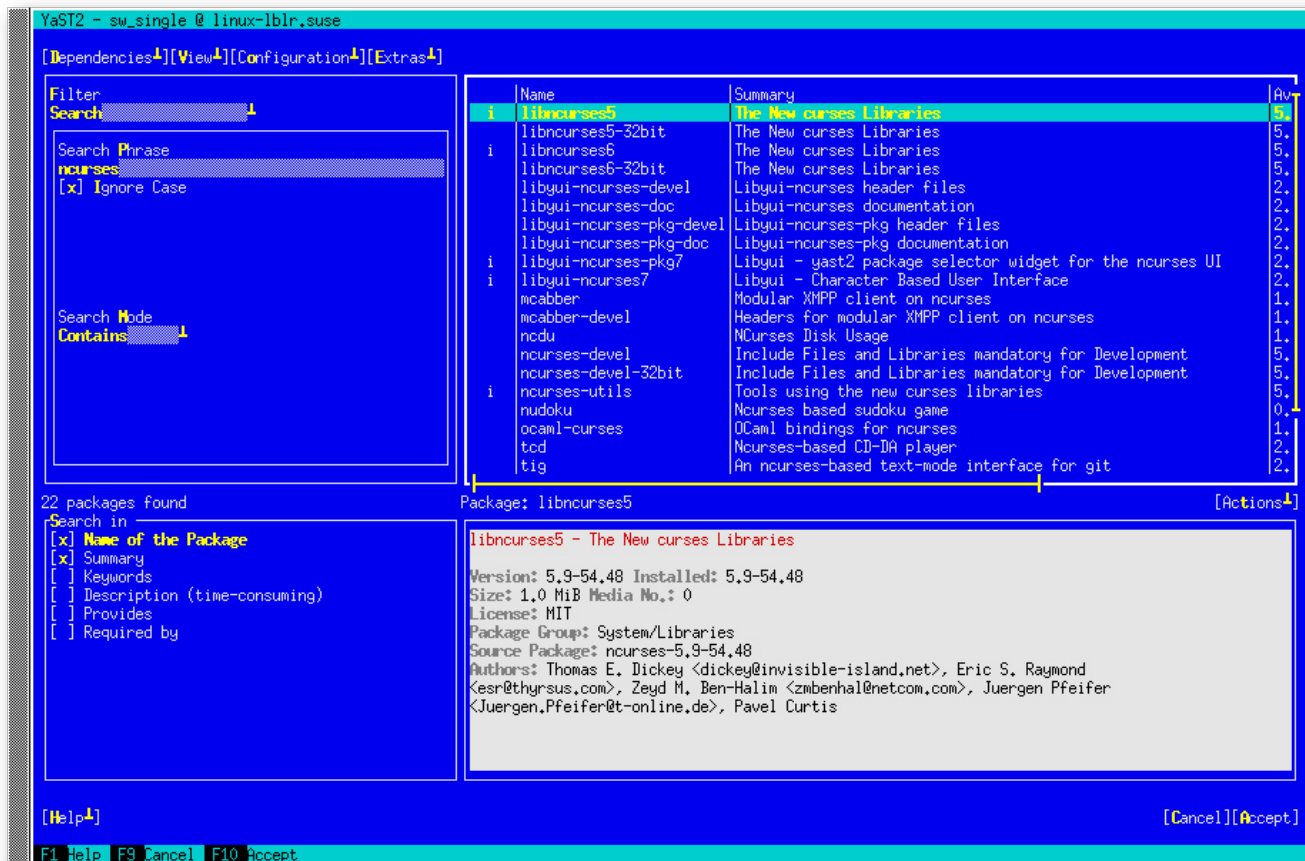 YaST2 - sw_single @ linux-lblr.suse
[Dependencies┴][View┴][Configuration┴][Extras┴]
Filter
Search
Search Phrase
ncurses
[x] Ignore Case
Search Mode
Contains
Name Summary Av
i libncurses5 The New curses Libraries 5.
libncurses5-32bit The New curses Libraries 5.
i libncurses6 The New curses Libraries 5.
libncurses6-32bit The New curses Libraries 5.
libyui-ncurses-devel Libyui-ncurses header files 2.
libyui-ncurses-doc Libyui-ncurses documentation 2.
libyui-ncurses-pkg-devel Libyui-ncurses-pkg header files 2.
libyui-ncurses-pkg-doc Libyui-ncurses-pkg documentation 2.
i libyui-ncurses-pkg7 Libyui - yast2 package selector widget for the ncurses UI 2.
i libyui-ncurses7 Libyui - Character Based User Interface 2.
mcabber Modular XMPP client on ncurses 1.
mcabber-devel Headers for modular XMPP client on ncurses 1.
ncdu NCurses Disk Usage 1.
ncurses-devel Include Files and Libraries mandatory for Development 5.
ncurses-devel-32bit Include Files and Libraries mandatory for Development 5.
i ncurses-utils Tools using the new curses libraries 5.
nudoku Ncurses based sudoku game 0.
ocaml-curses OCaml bindings for ncurses 1.
tcd Ncurses-based CD-DA player 2.
tig An ncurses-based text-mode interface for git 2.
22 packages found
Search in
[x] Name of the Package
[x] Summary
[ ] Keywords
[ ] Description (time-consuming)
[ ] Provides
[ ] Required by
Package: libncurses5 [Actions┴]
libncurses5 - The New curses Libraries
Version: 5.9-54.48 Installed: 5.9-54.48
Size: 1.0 MiB Media No.: 0
License: MIT
Package Group: System/Libraries
Source Package: ncurses-5.9-54.48
Authors: Thomas E. Dickey <dickey@invisible-island.net>, Eric S. Raymond
<esr@thyrsus.com>, Zeyd M. Ben-Halim <zmbenhal@netcom.com>, Juergen Pfeifer
<Juergen.Pfeifer@t-online.de>, Pavel Curtis
[Help┴] [Cancel][Accept]
F1 Help F9 Cancel F10 Accept